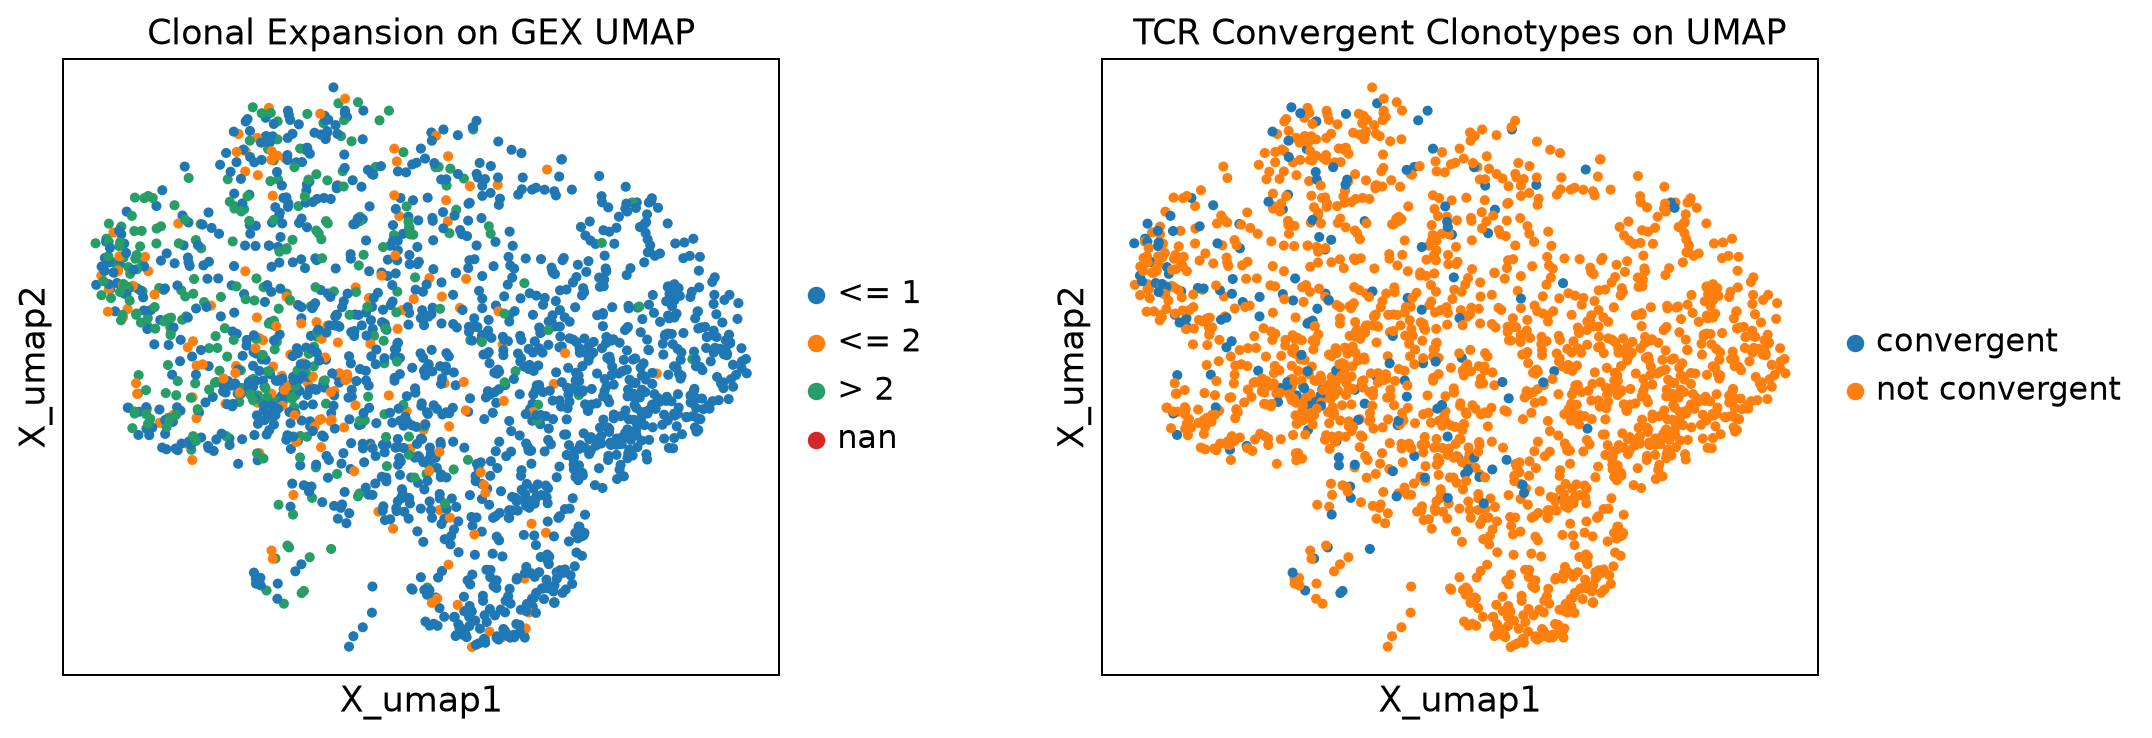 Clonal Expansion on GEX UMAP
X_umap2
X_umap1
<= 1
<= 2
> 2
nan
TCR Convergent Clonotypes on UMAP
X_umap2
X_umap1
convergent
not convergent